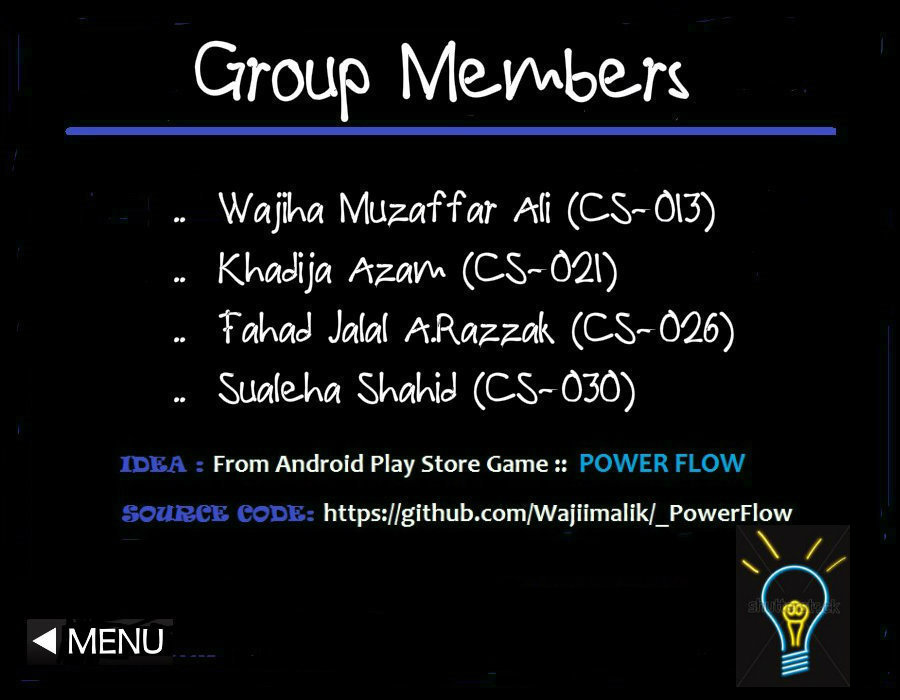 Group Members
.. Wajiha Muzaffar Ali (CS-013)
.. Khadija Azam (CS-021)
.. Fahad Jalal A.Razzak (CS-026)
.. Sualeha Shahid (CS-030)
IDEA : From Android Play Store Game :: POWER FLOW
SOURCE CODE: https://github.com/Wajiimalik/_PowerFlow
shutterstock
MENU